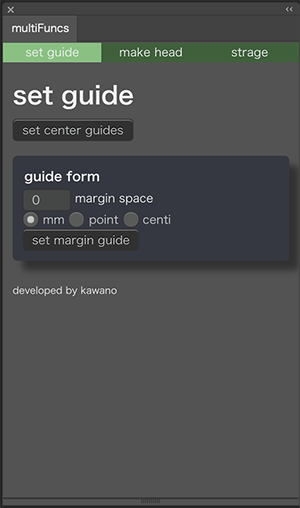 multiFuncs
set guide make head strage
set guide
set center guides
guide form
0 margin space
mm point centi
set margin guide
developed by kawano